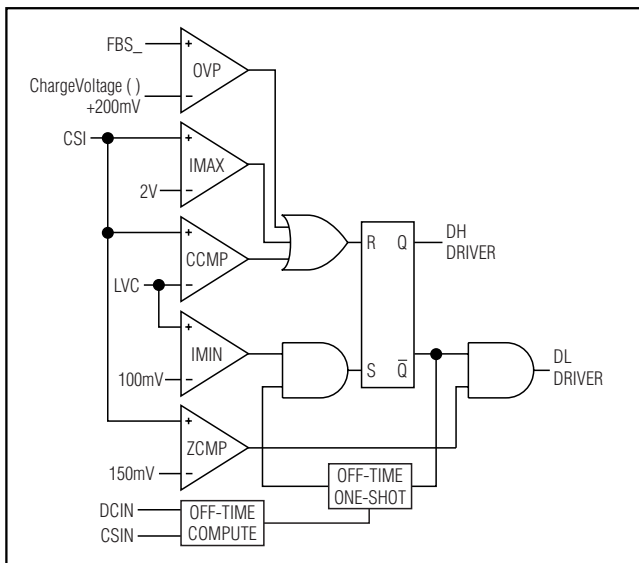 FBS_
+
OVP
ChargeVoltage ( )
+200mV
−
CSI
+
IMAX
2V
−
+
CCMP
LVC
−
R Q
DH
DRIVER
+
IMIN
100mV
−
S Q̅
DL
DRIVER
+
ZCMP
150mV
−
OFF-TIME
ONE-SHOT
DCIN
CSIN
OFF-TIME
COMPUTE